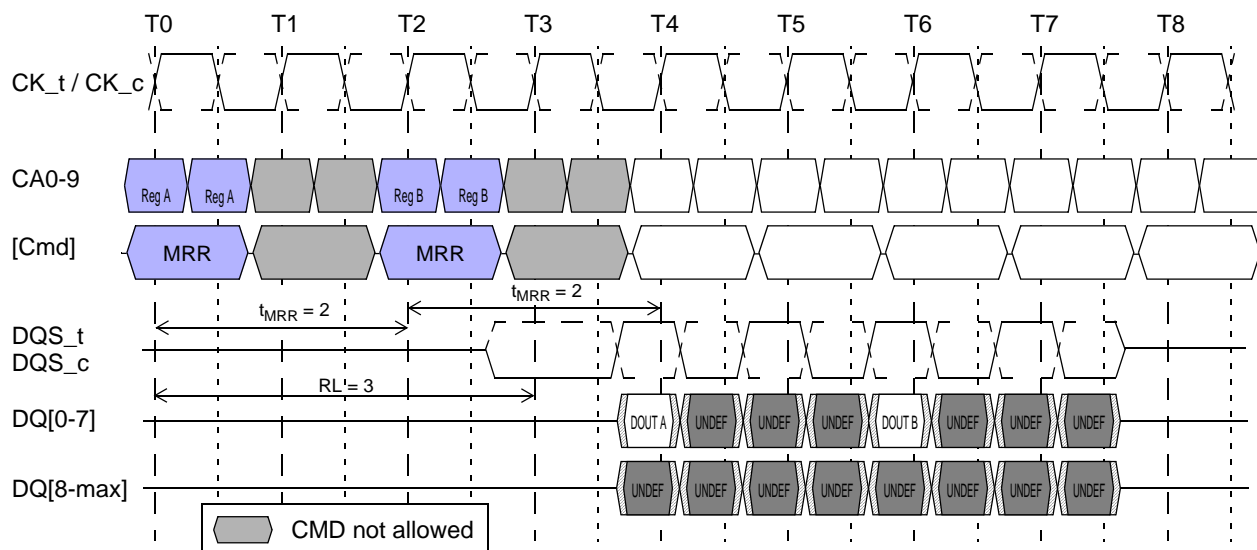 T0 T1 T2 T3 T4 T5 T6 T7 T8
CK_t / CK_c
CA0-9
Reg A Reg A Reg B Reg B
[Cmd]
MRR MRR
tMRR = 2
tMRR = 2
DQS_t
DQS_c
RL = 3
DQ[0-7]
DOUT A UNDEF UNDEF UNDEF DOUT B UNDEF UNDEF UNDEF
DQ[8-max]
UNDEF UNDEF UNDEF UNDEF UNDEF UNDEF UNDEF UNDEF
CMD not allowed